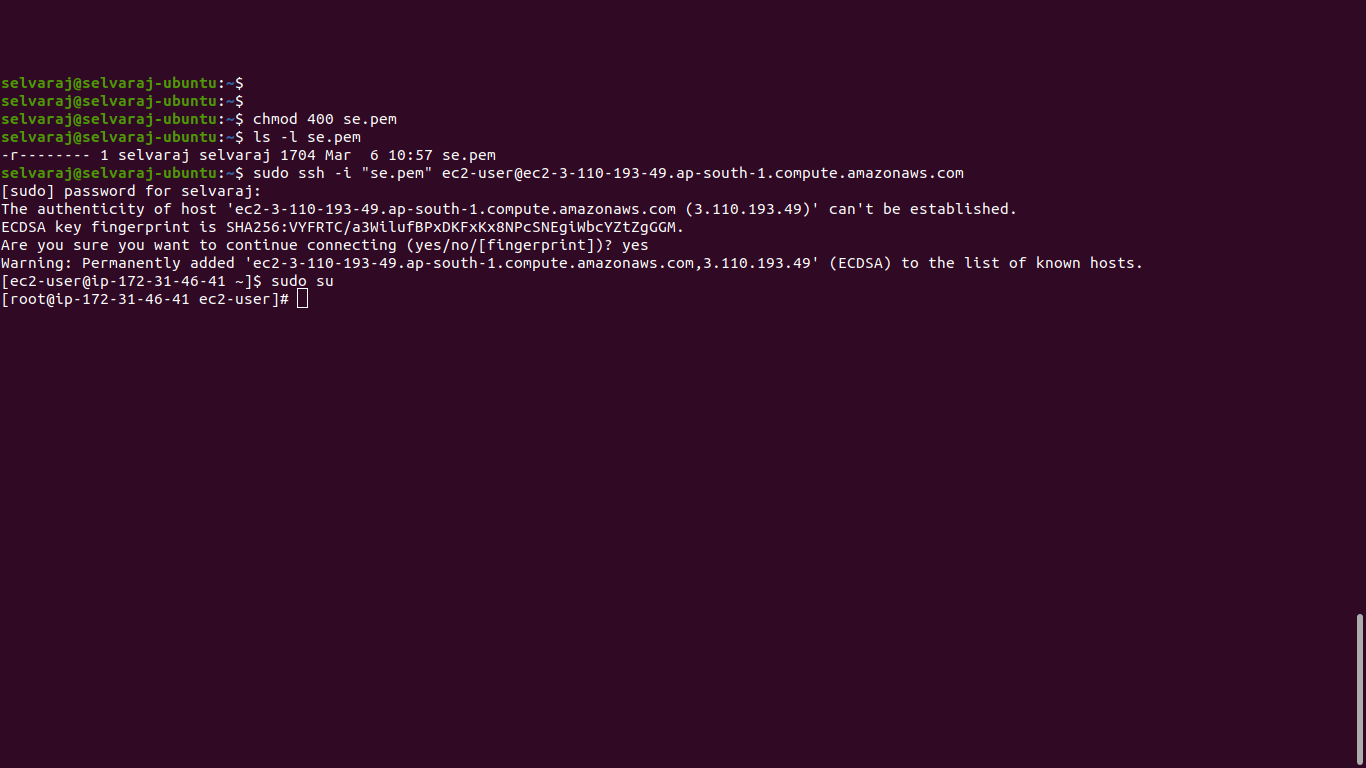 selvaraj@selvaraj-ubuntu:~$
selvaraj@selvaraj-ubuntu:~$
selvaraj@selvaraj-ubuntu:~$ chmod 400 se.pem
selvaraj@selvaraj-ubuntu:~$ ls -l se.pem
-r-------- 1 selvaraj selvaraj 1704 Mar  6 10:57 se.pem
selvaraj@selvaraj-ubuntu:~$ sudo ssh -i "se.pem" ec2-user@ec2-3-110-193-49.ap-south-1.compute.amazonaws.com
[sudo] password for selvaraj:
The authenticity of host 'ec2-3-110-193-49.ap-south-1.compute.amazonaws.com (3.110.193.49)' can't be established.
ECDSA key fingerprint is SHA256:VYFRTC/a3WilufBPxDKFxKx8NPcSNEgiWbcYZtZgGGM.
Are you sure you want to continue connecting (yes/no/[fingerprint])? yes
Warning: Permanently added 'ec2-3-110-193-49.ap-south-1.compute.amazonaws.com,3.110.193.49' (ECDSA) to the list of known hosts.
[ec2-user@ip-172-31-46-41 ~]$ sudo su
[root@ip-172-31-46-41 ec2-user]#